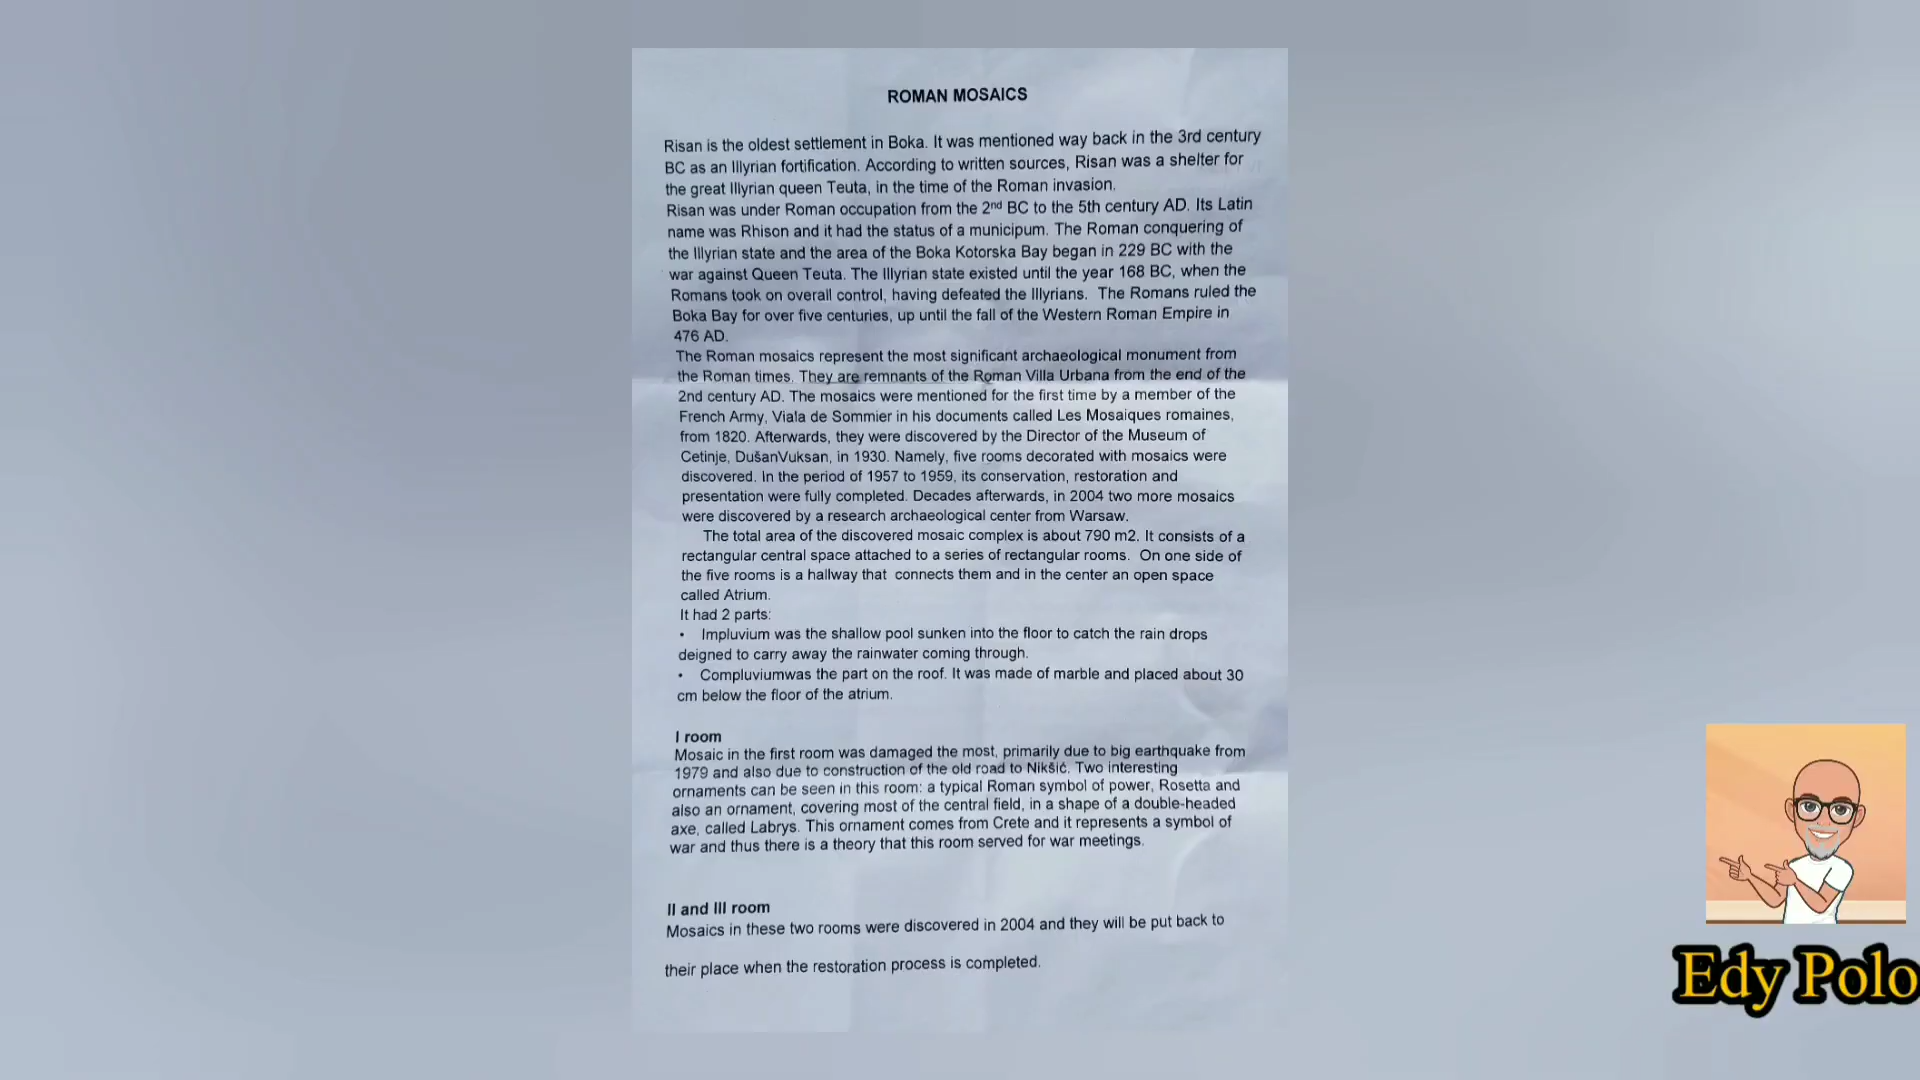 ROMAN MOSAICS
Risan is the oldest settlement in Boka. It was mentioned way back in the 3rd century
BC as an Illyrian fortification. According to written sources, Risan was a shelter for
the great Illyrian queen Teuta, in the time of the Roman invasion.
Risan was under Roman occupation from the 2nd BC to the 5th century AD. Its Latin
name was Rhison and it had the status of a municipum. The Roman conquering of
the Illyrian state and the area of the Boka Kotorska Bay began in 229 BC with the
war against Queen Teuta. The Illyrian state existed until the year 168 BC, when the
Romans took on overall control, having defeated the Illyrians. The Romans ruled the
Boka Bay for over five centuries, up until the fall of the Western Roman Empire in
476 AD.
The Roman mosaics represent the most significant archaeological monument from
the Roman times. They are remnants of the Roman Villa Urbana from the end of the
2nd century AD. The mosaics were mentioned for the first time by a member of the
French Army, Viala de Sommier in his documents called Les Mosaiques romaines,
from 1820. Afterwards, they were discovered by the Director of the Museum of
Cetinje, DušanVuksan, in 1930. Namely, five rooms decorated with mosaics were
discovered. In the period of 1957 to 1959, its conservation, restoration and
presentation were fully completed. Decades afterwards, in 2004 two more mosaics
were discovered by a research archaeological center from Warsaw.
The total area of the discovered mosaic complex is about 790 m2. It consists of a
rectangular central space attached to a series of rectangular rooms. On one side of
the five rooms is a hallway that connects them and in the center an open space
called Atrium.
It had 2 parts:
• Impluvium was the shallow pool sunken into the floor to catch the rain drops
deigned to carry away the rainwater coming through.
• Compluviumwas the part on the roof. It was made of marble and placed about 30
cm below the floor of the atrium.
I room
Mosaic in the first room was damaged the most, primarily due to big earthquake from
1979 and also due to construction of the old road to Nikšić. Two interesting
ornaments can be seen in this room: a typical Roman symbol of power, Rosetta and
also an ornament, covering most of the central field, in a shape of a double-headed
axe, called Labrys. This ornament comes from Crete and it represents a symbol of
war and thus there is a theory that this room served for war meetings.
II and III room
Mosaics in these two rooms were discovered in 2004 and they will be put back to
their place when the restoration process is completed.
Edy Polo